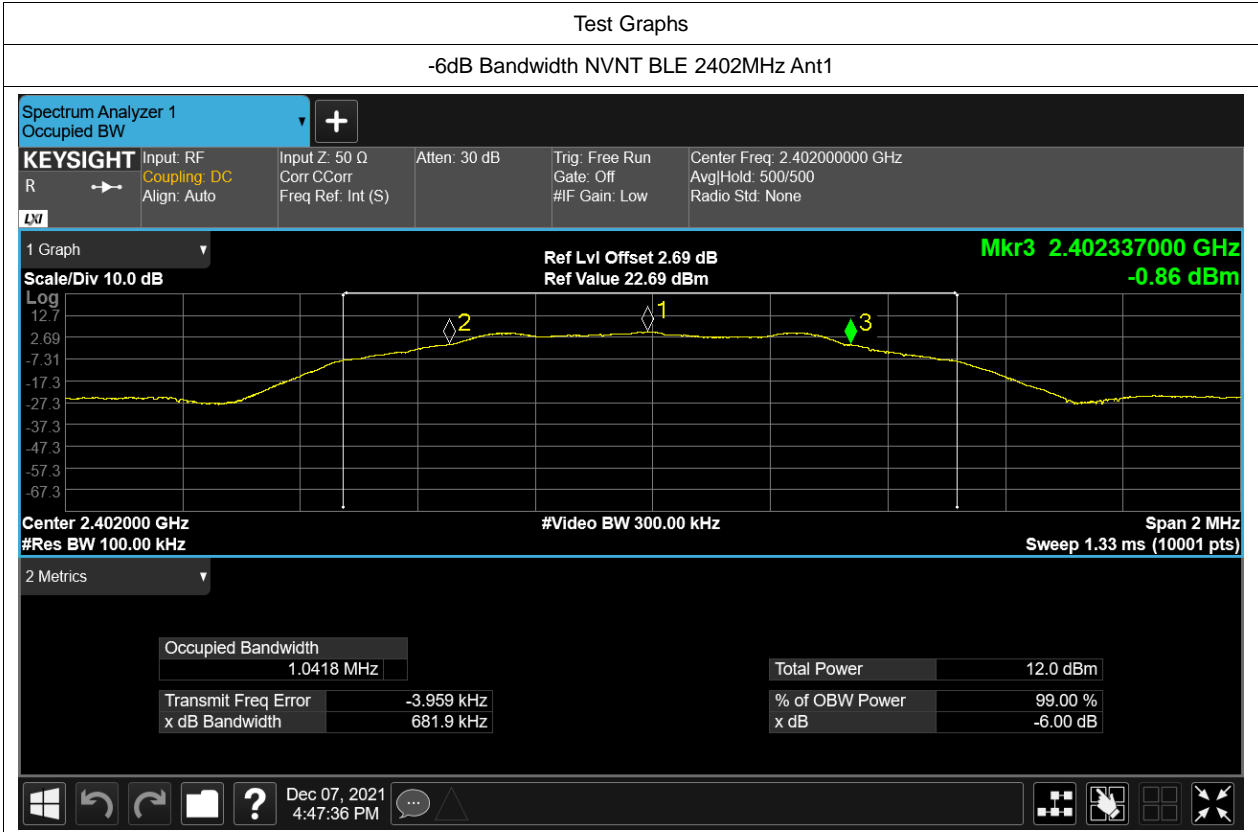 Test Graphs
-6dB Bandwidth NVNT BLE 2402MHz Ant1
Spectrum Analyzer 1
Occupied BW
+
KEYSIGHT Input: RF Input Z: 50 Ω Atten: 30 dB Trig: Free Run Center Freq: 2.402000000 GHz
R Coupling: DC Corr CCorr Gate: Off Avg|Hold: 500/500
Align: Auto Freq Ref: Int (S) #IF Gain: Low Radio Std: None
LXI
1 Graph Ref Lvl Offset 2.69 dB Mkr3 2.402337000 GHz
Scale/Div 10.0 dB Ref Value 22.69 dBm -0.86 dBm
Log
12.7
2.69
-7.31
-17.3
-27.3
-37.3
-47.3
-57.3
-67.3
2 1 3
Center 2.402000 GHz #Video BW 300.00 kHz Span 2 MHz
#Res BW 100.00 kHz Sweep 1.33 ms (10001 pts)
2 Metrics
Occupied Bandwidth
1.0418 MHz Total Power 12.0 dBm
Transmit Freq Error -3.959 kHz % of OBW Power 99.00 %
x dB Bandwidth 681.9 kHz x dB -6.00 dB
? Dec 07, 2021
4:47:36 PM